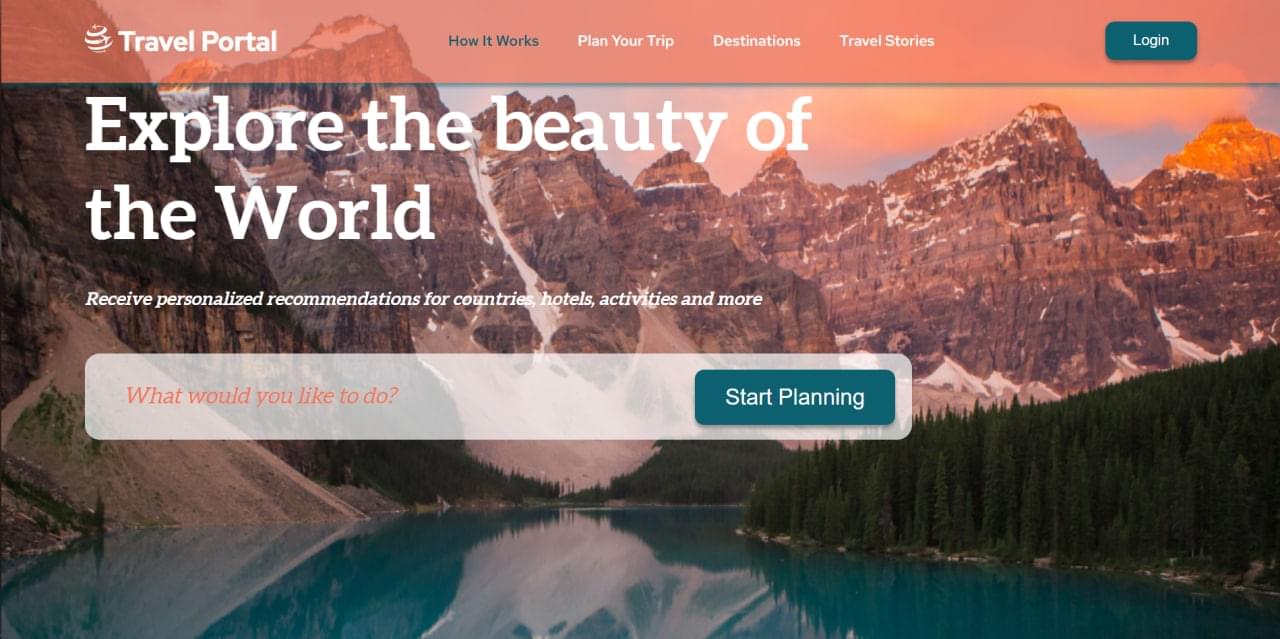 Travel Portal
How It Works
Plan Your Trip
Destinations
Travel Stories
Login
Explore the beauty of
the World
Receive personalized recommendations for countries, hotels, activities and more
What would you like to do?
Start Planning